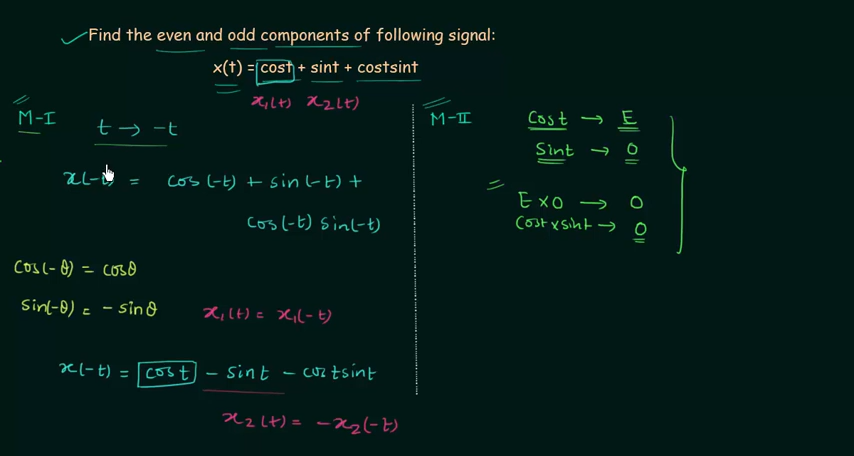 Find the even and odd components of following signal:
x(t) = cost + sint + costsint
x₁(t) x₂(t)
M-I
t → -t
x(-t) = cos(-t) + sin(-t) +
cos(-t) sin(-t)
cos(-θ) = cosθ
sin(-θ) = - sinθ
x₁(t) = x₁(-t)
x(-t) = cost - sint - costsint
x₂(t) = -x₂(-t)
M-II
Cost → E
Sint → O
E × O → O
Cost × sint → O